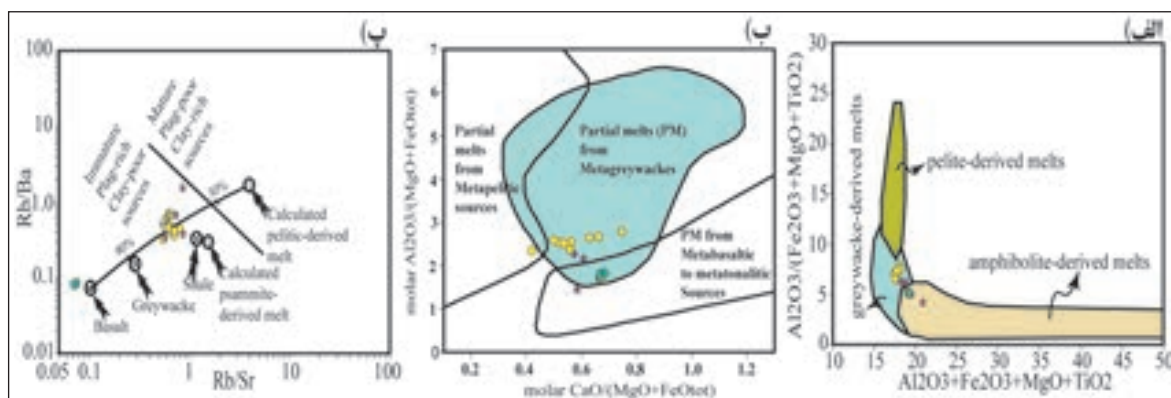 پ)
100
10
1.0
0.1
0.01
Rb/Ba
Mature
Plag-poor
Clay-rich
sources
Immature
Plag-rich
Clay-poor
sources
Calculated
pelitic-derived
melt
Shale
Calculated
psammite-
derived melt
Greywacke
Basalt
0.05 0.1 1 10 100
Rb/Sr
ب)
7
6
5
4
3
2
1
0
molar Al2O3/(MgO+FeOtot)
Partial
melts
from
Metapelitic
sources
Partial melts (PM)
from
Metagreywackes
PM from
Metabasaltic
to metatonalitic
Sources
0.2 0.4 0.6 0.8 1.0 1.2
molar CaO/(MgO+FeOtot)
الف)
30
25
20
15
10
5
0
Al2O3/(Fe2O3+MgO+TiO2)
greywacke-derived melts
pelite-derived melts
amphibolite-derived melts
10 15 20 25 30 35 40 45 50
Al2O3+Fe2O3+MgO+TiO2